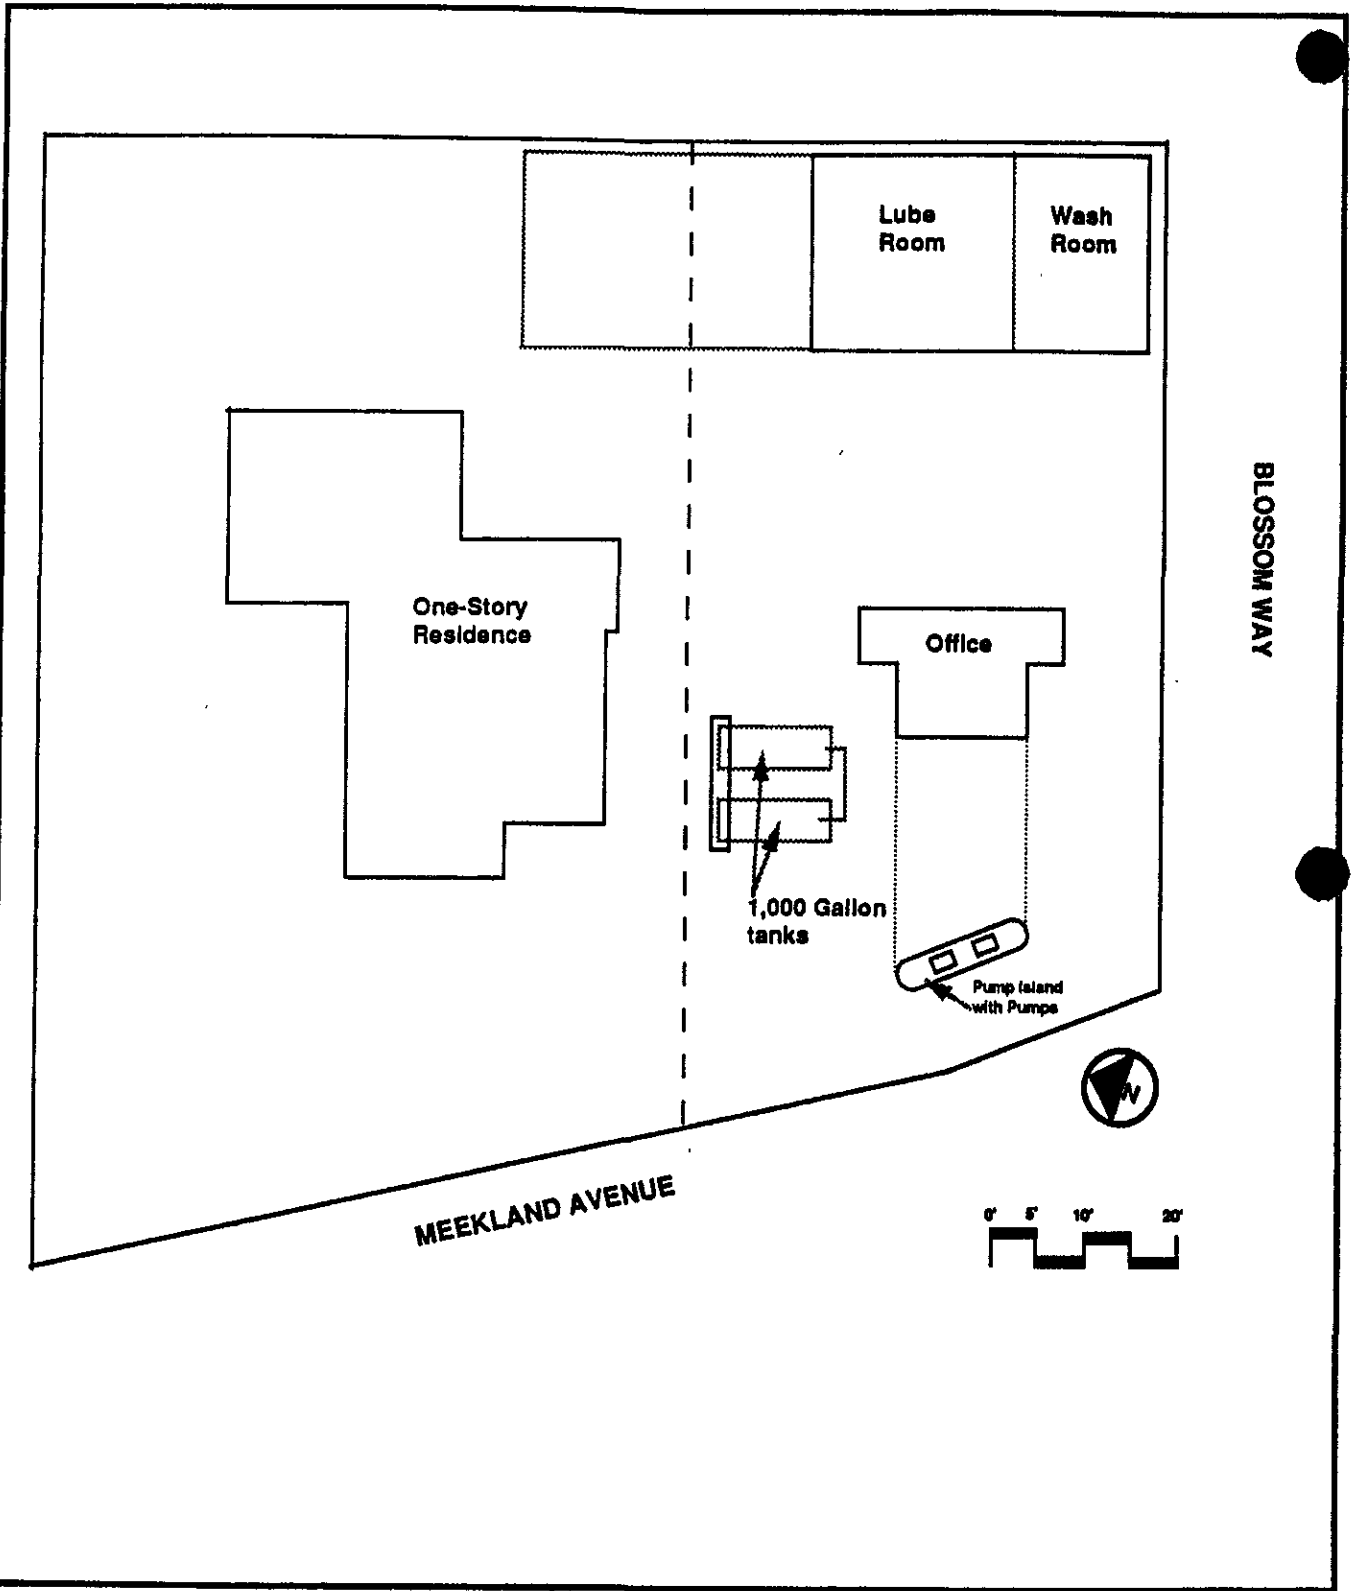 Lube
Room
Wash
Room
BLOSSOM WAY
One-Story
Residence
Office
1,000 Gallon
tanks
Pump Island
with Pumps
N
MEEKLAND AVENUE
0' 5' 10' 20'